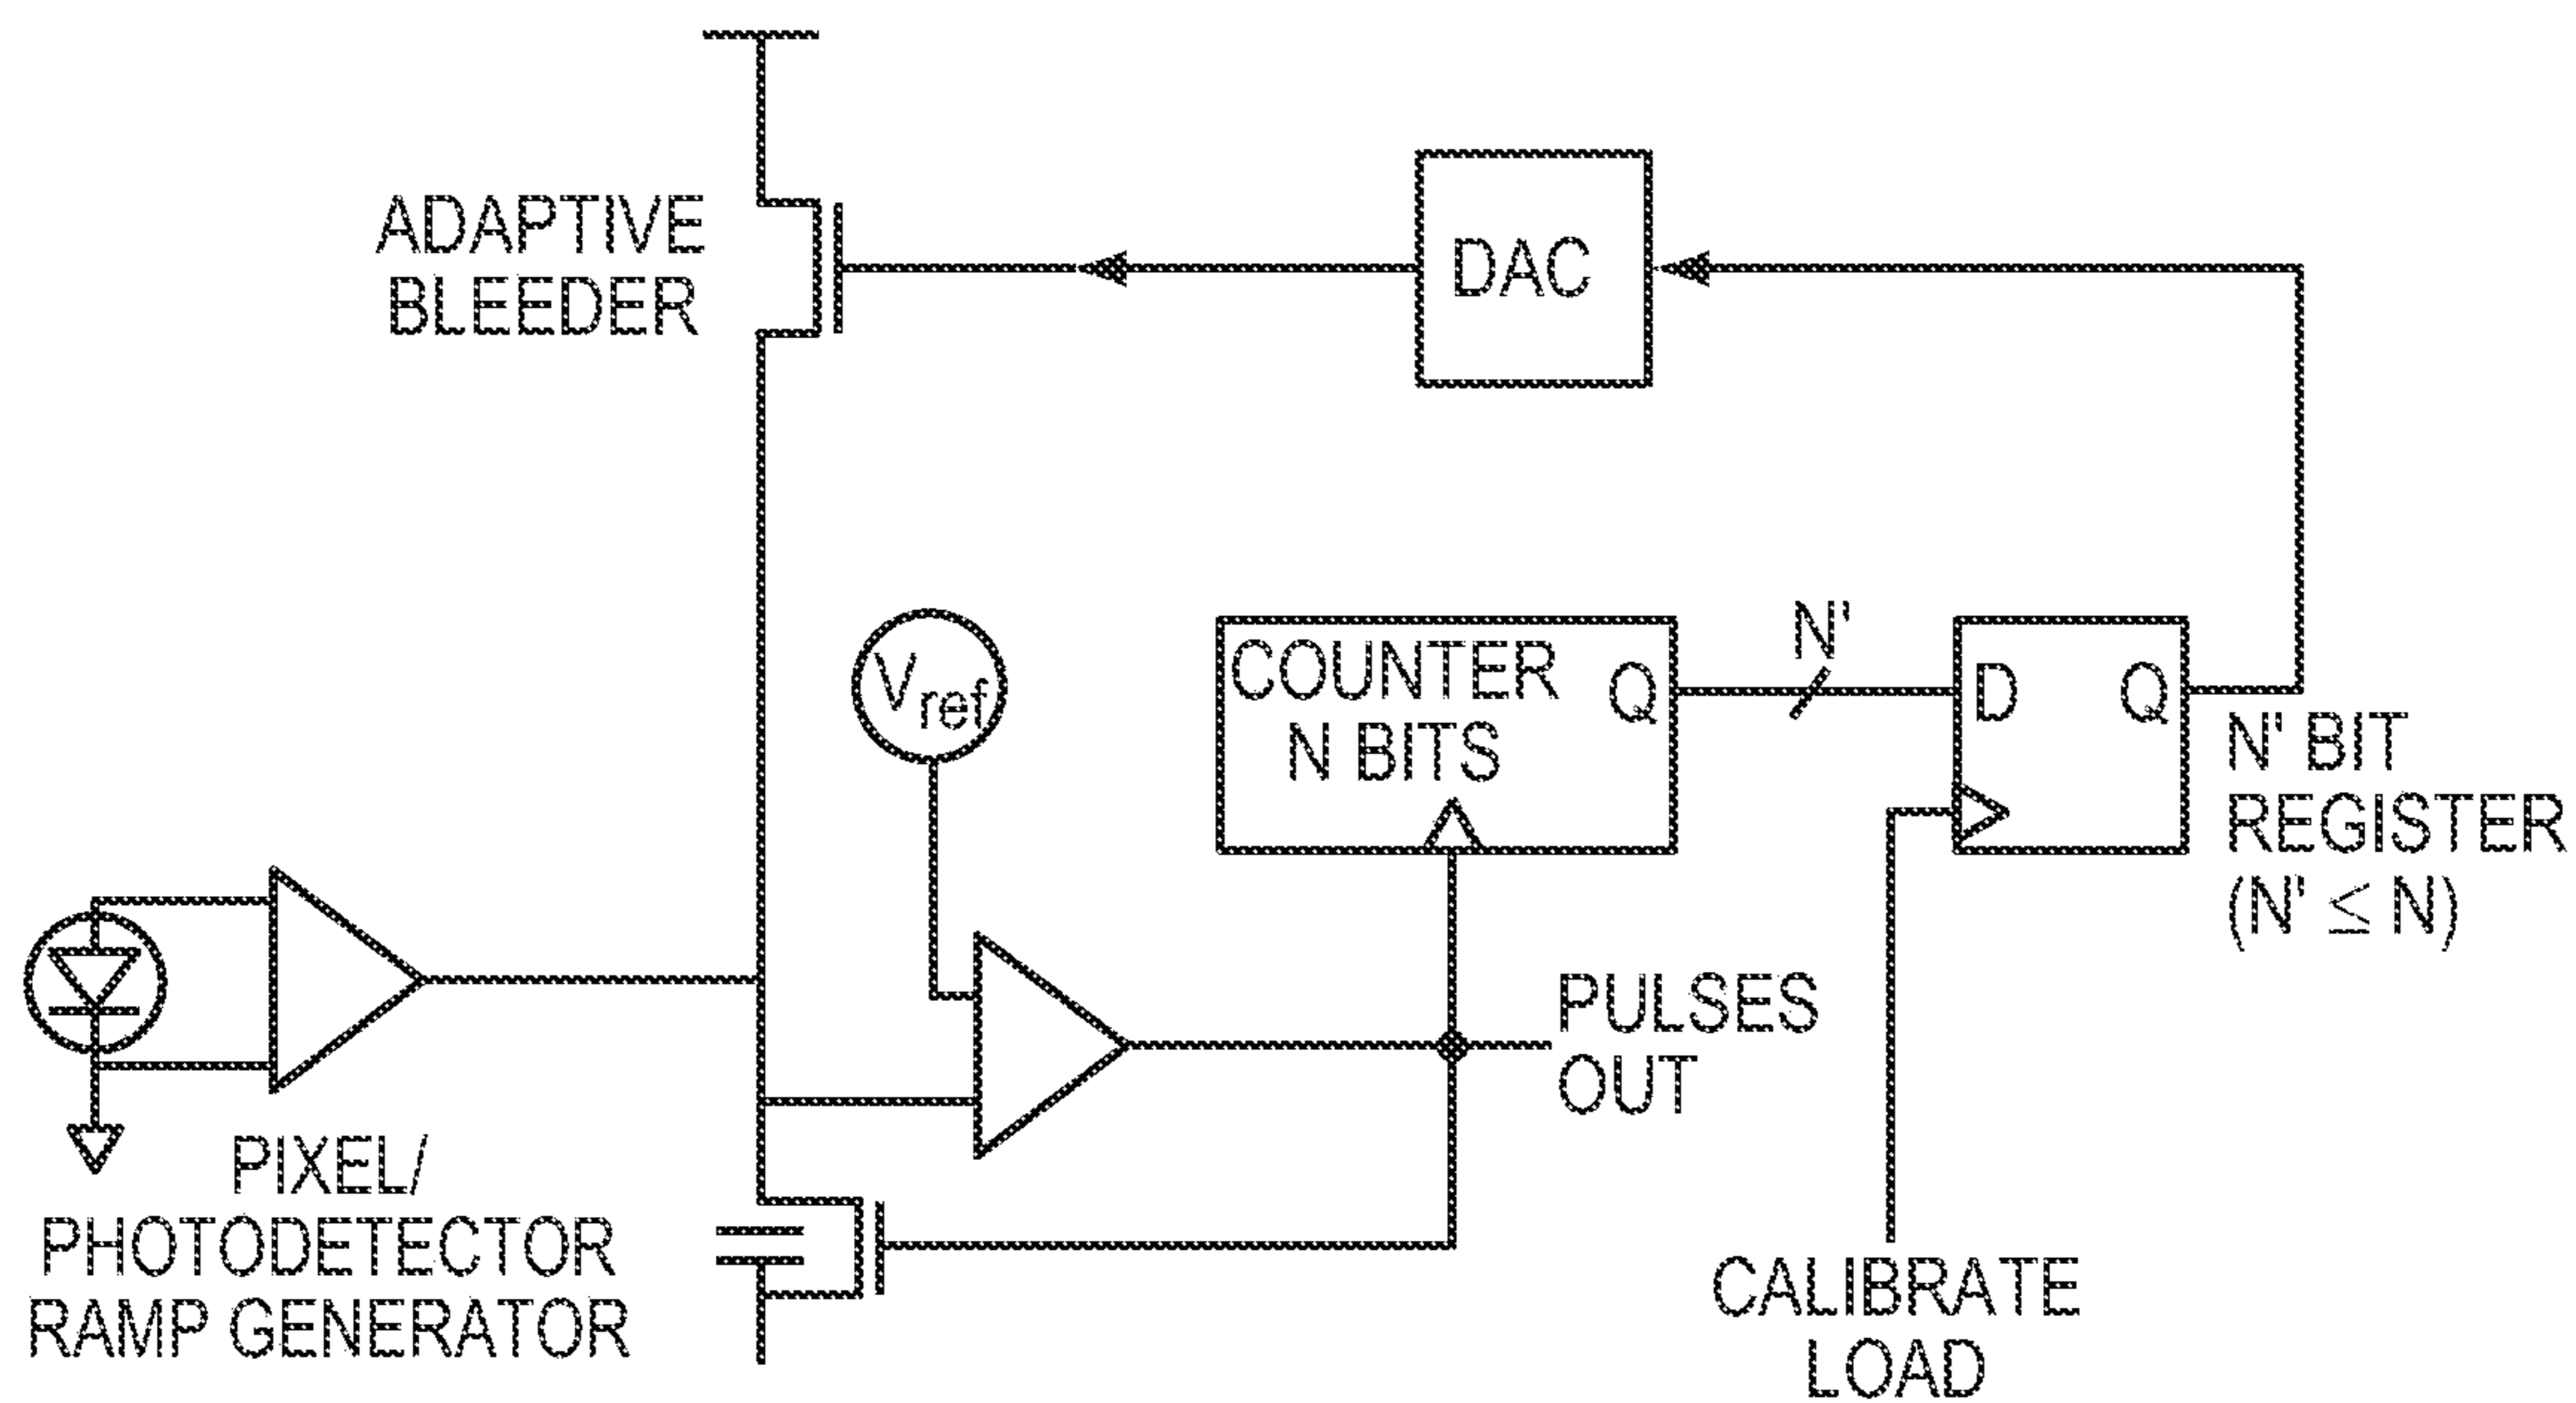 ADAPTIVE
BLEEDER
DAC
Vref
COUNTER
N BITS
Q
N'
D
Q
N' BIT
REGISTER
(N' ≤ N)
PULSES
OUT
PIXEL/
PHOTODETECTOR
RAMP GENERATOR
CALIBRATE
LOAD